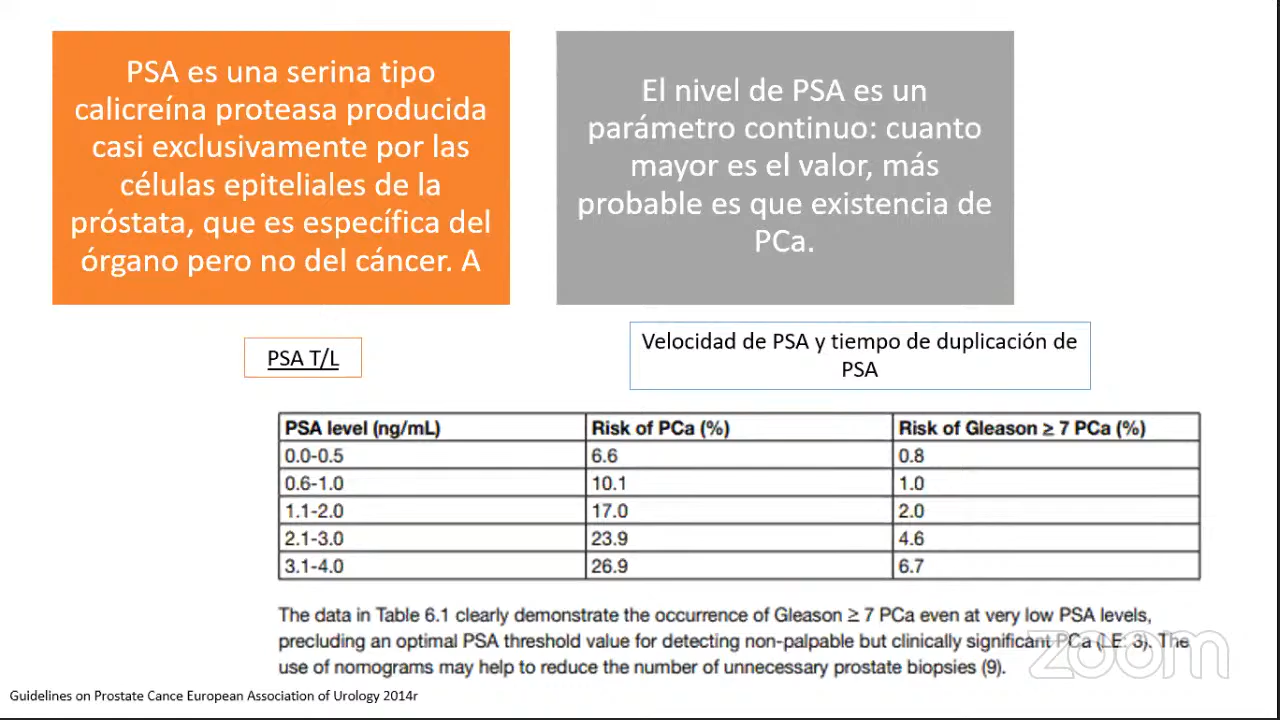 PSA es una serina tipo
calicreína proteasa producida
casi exclusivamente por las
células epiteliales de la
próstata, que es específica del
órgano pero no del cáncer. A
El nivel de PSA es un
parámetro continuo: cuanto
mayor es el valor, más
probable es que existencia de
PCa.
PSA T/L
Velocidad de PSA y tiempo de duplicación de
PSA
PSA level (ng/mL) Risk of PCa (%) Risk of Gleason ≥ 7 PCa (%)
0.0-0.5 6.6 0.8
0.6-1.0 10.1 1.0
1.1-2.0 17.0 2.0
2.1-3.0 23.9 4.6
3.1-4.0 26.9 6.7
The data in Table 6.1 clearly demonstrate the occurrence of Gleason ≥ 7 PCa even at very low PSA levels,
precluding an optimal PSA threshold value for detecting non-palpable but clinically significant PCa (LE: 3). The
use of nomograms may help to reduce the number of unnecessary prostate biopsies (9).
zoom
Guidelines on Prostate Cance European Association of Urology 2014r